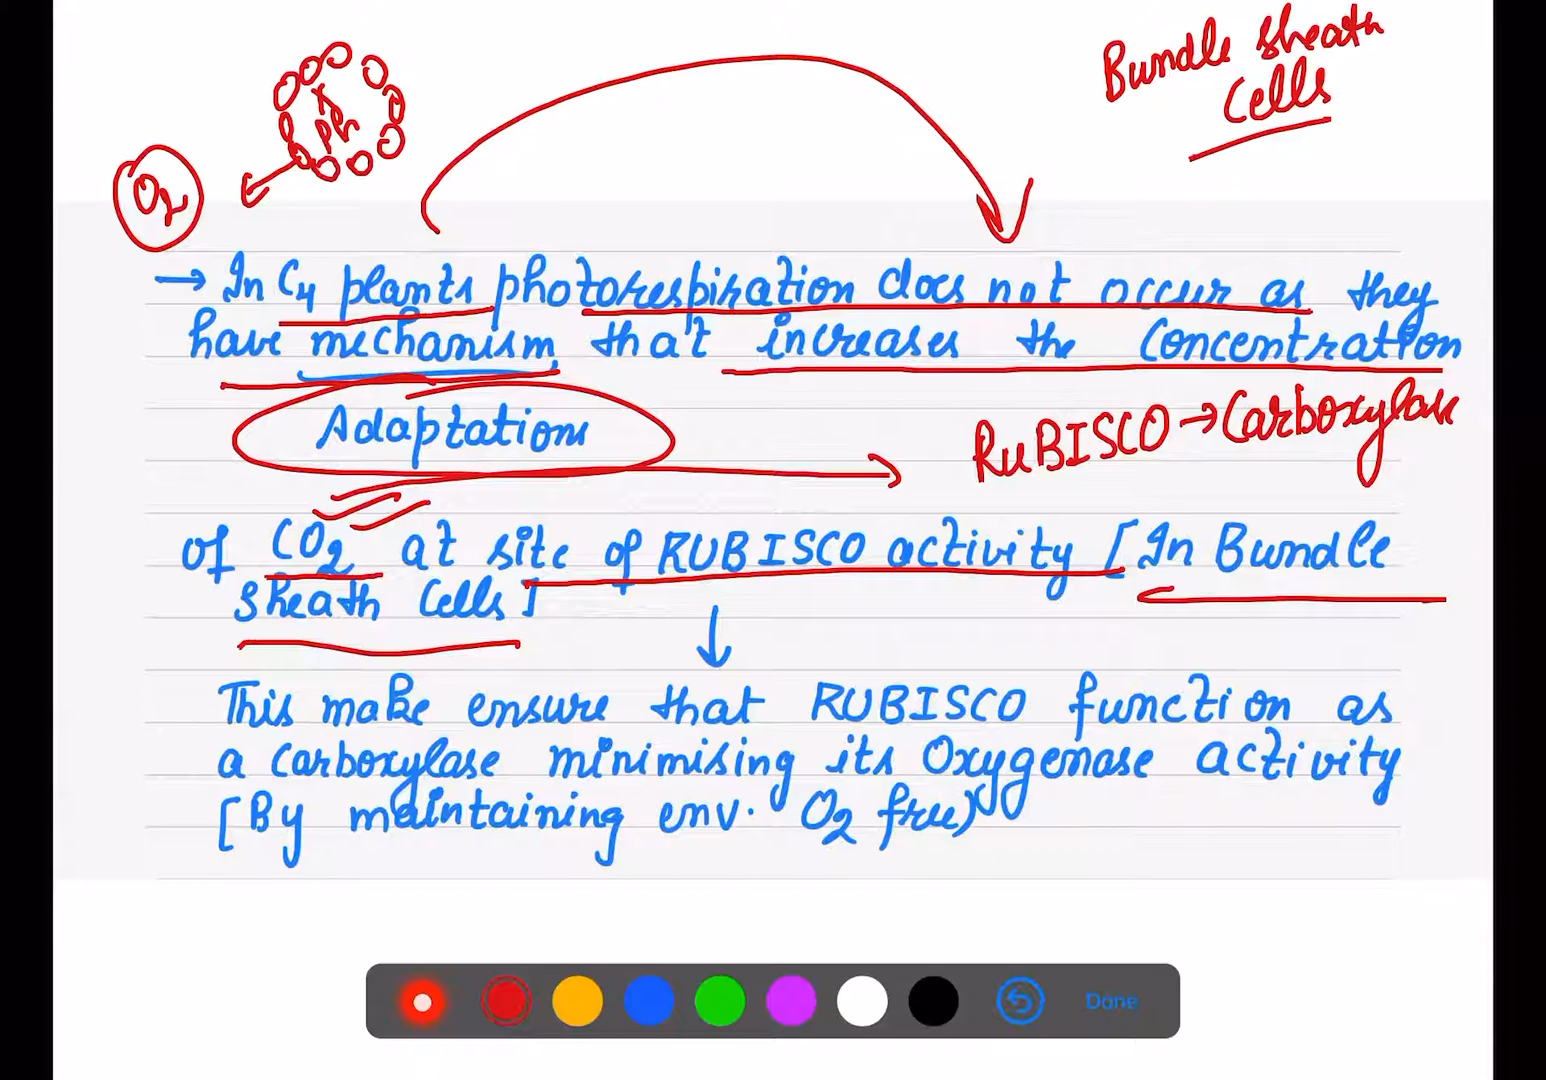 Bundle sheath
Cells
O2
→ In C4 plants photorespiration does not occur as they
have mechanism that increases the concentration
Adaptations
RuBISCO → Carboxylase
of CO2 at site of RUBISCO activity [In Bundle
sheath cells]
↓
This make ensure that RUBISCO function as
a carboxylase minimising its Oxygenase activity
[By maintaining env. O2 free)
Done